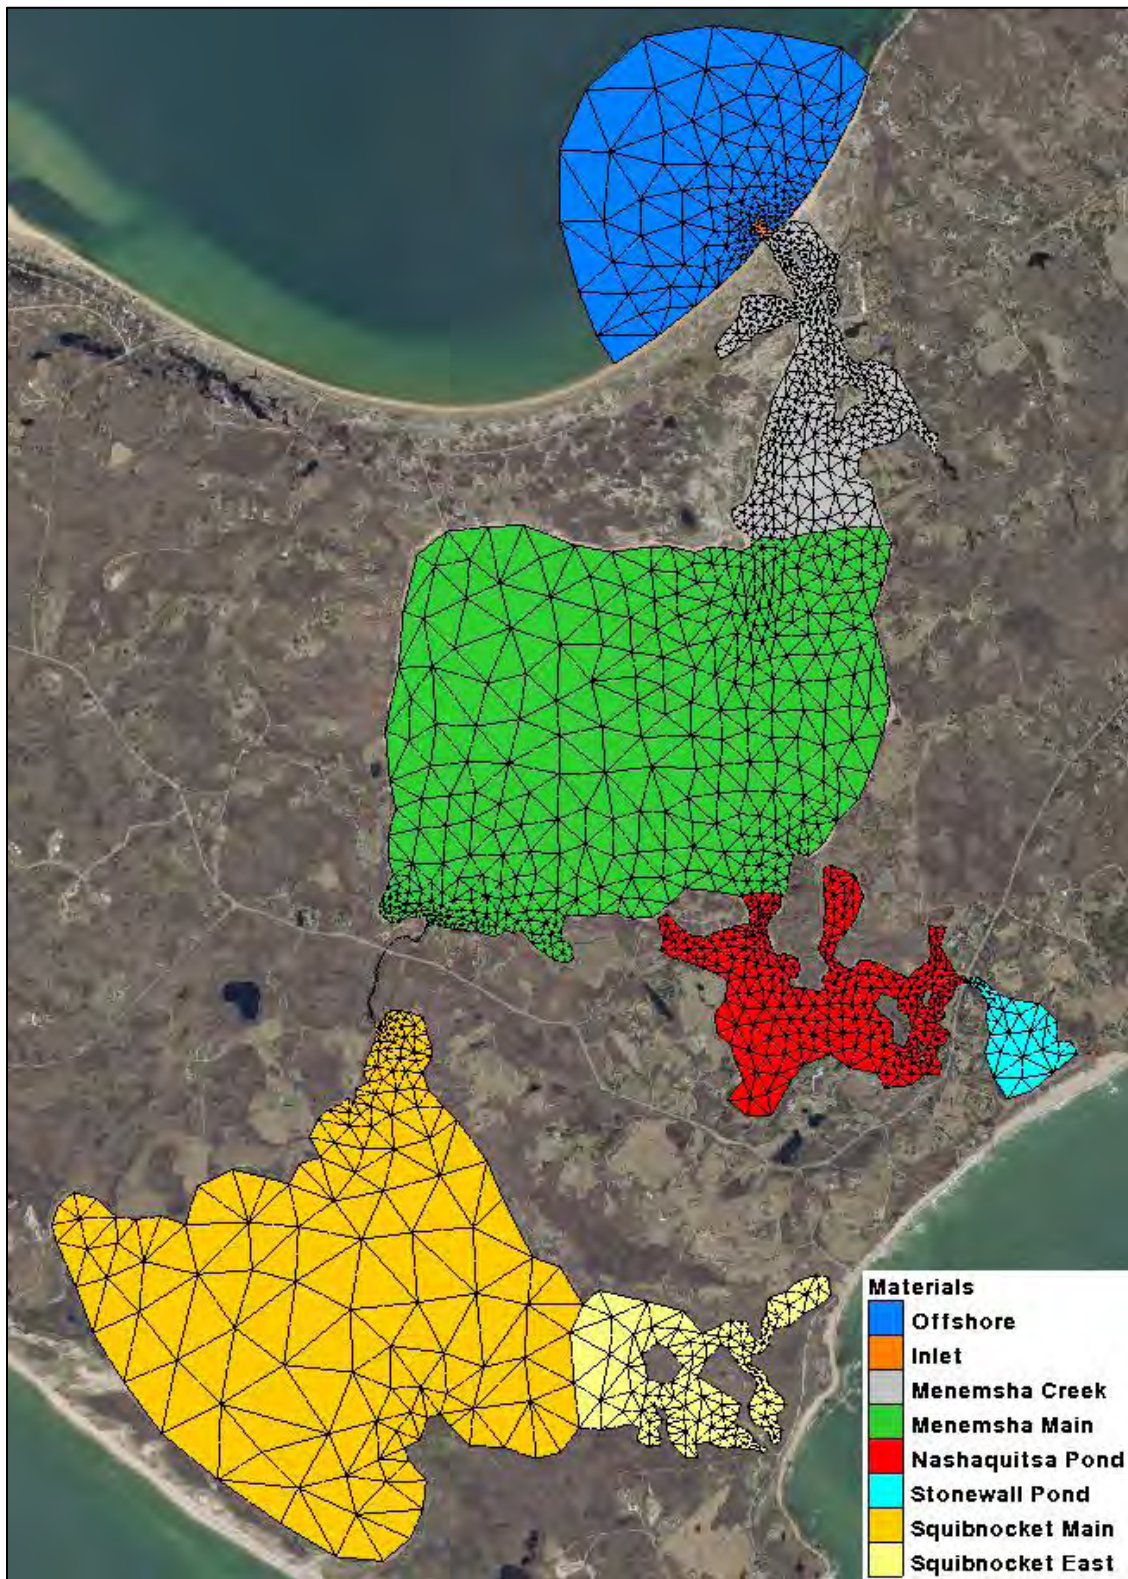 Materials
Offshore
Inlet
Menemsha Creek
Menemsha Main
Nashaquitsa Pond
Stonewall Pond
Squibnocket Main
Squibnocket East